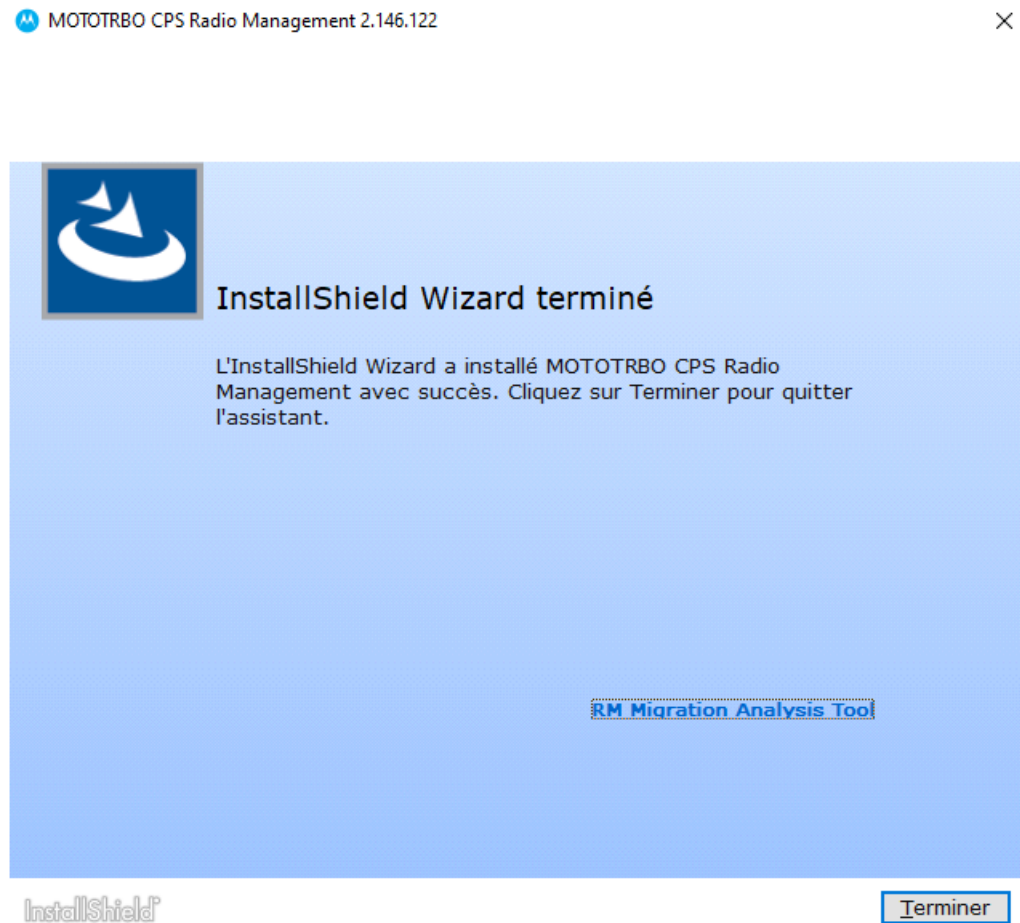 MOTOTRBO CPS Radio Management 2.146.122
InstallShield Wizard terminé
L'InstallShield Wizard a installé MOTOTRBO CPS Radio
Management avec succès. Cliquez sur Terminer pour quitter
l'assistant.
RM Migration Analysis Tool
InstallShield®
Terminer